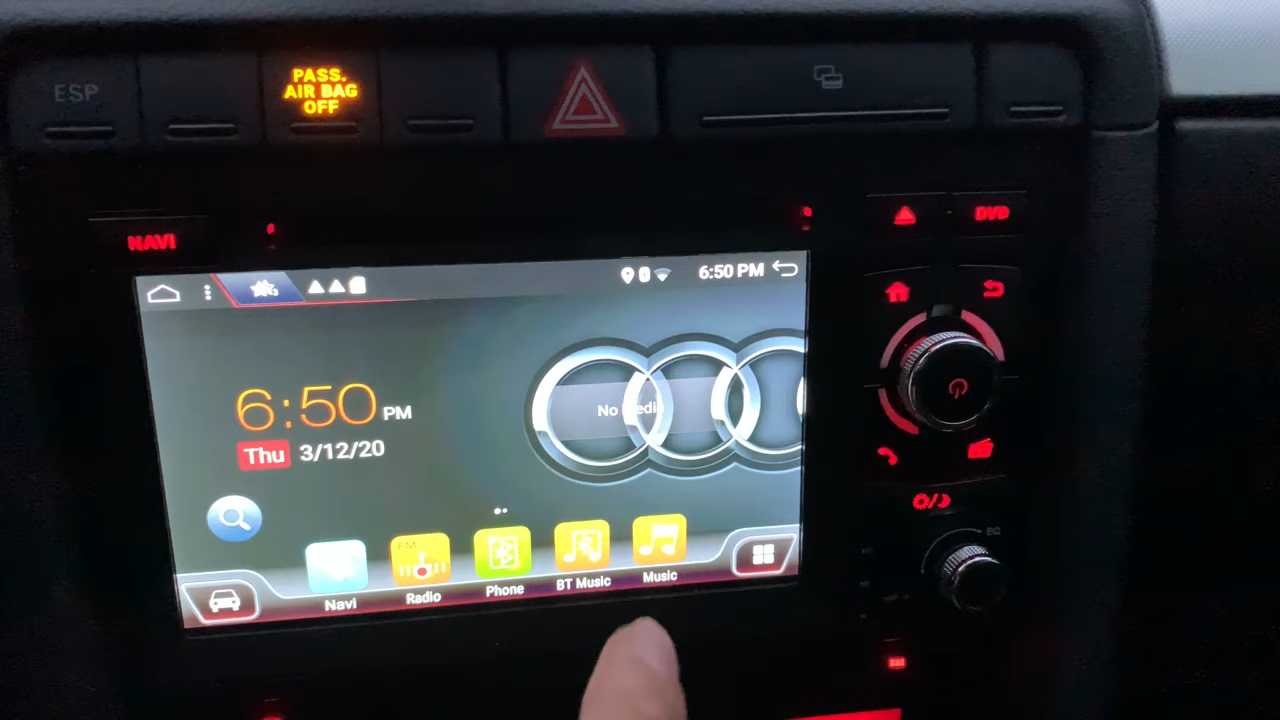 ESP
PASS.
AIR BAG
OFF
NAVI
DVD
6:50 PM
6:50 PM
Thu 3/12/20
No Media
FM
Navi
Radio
Phone
BT Music
Music